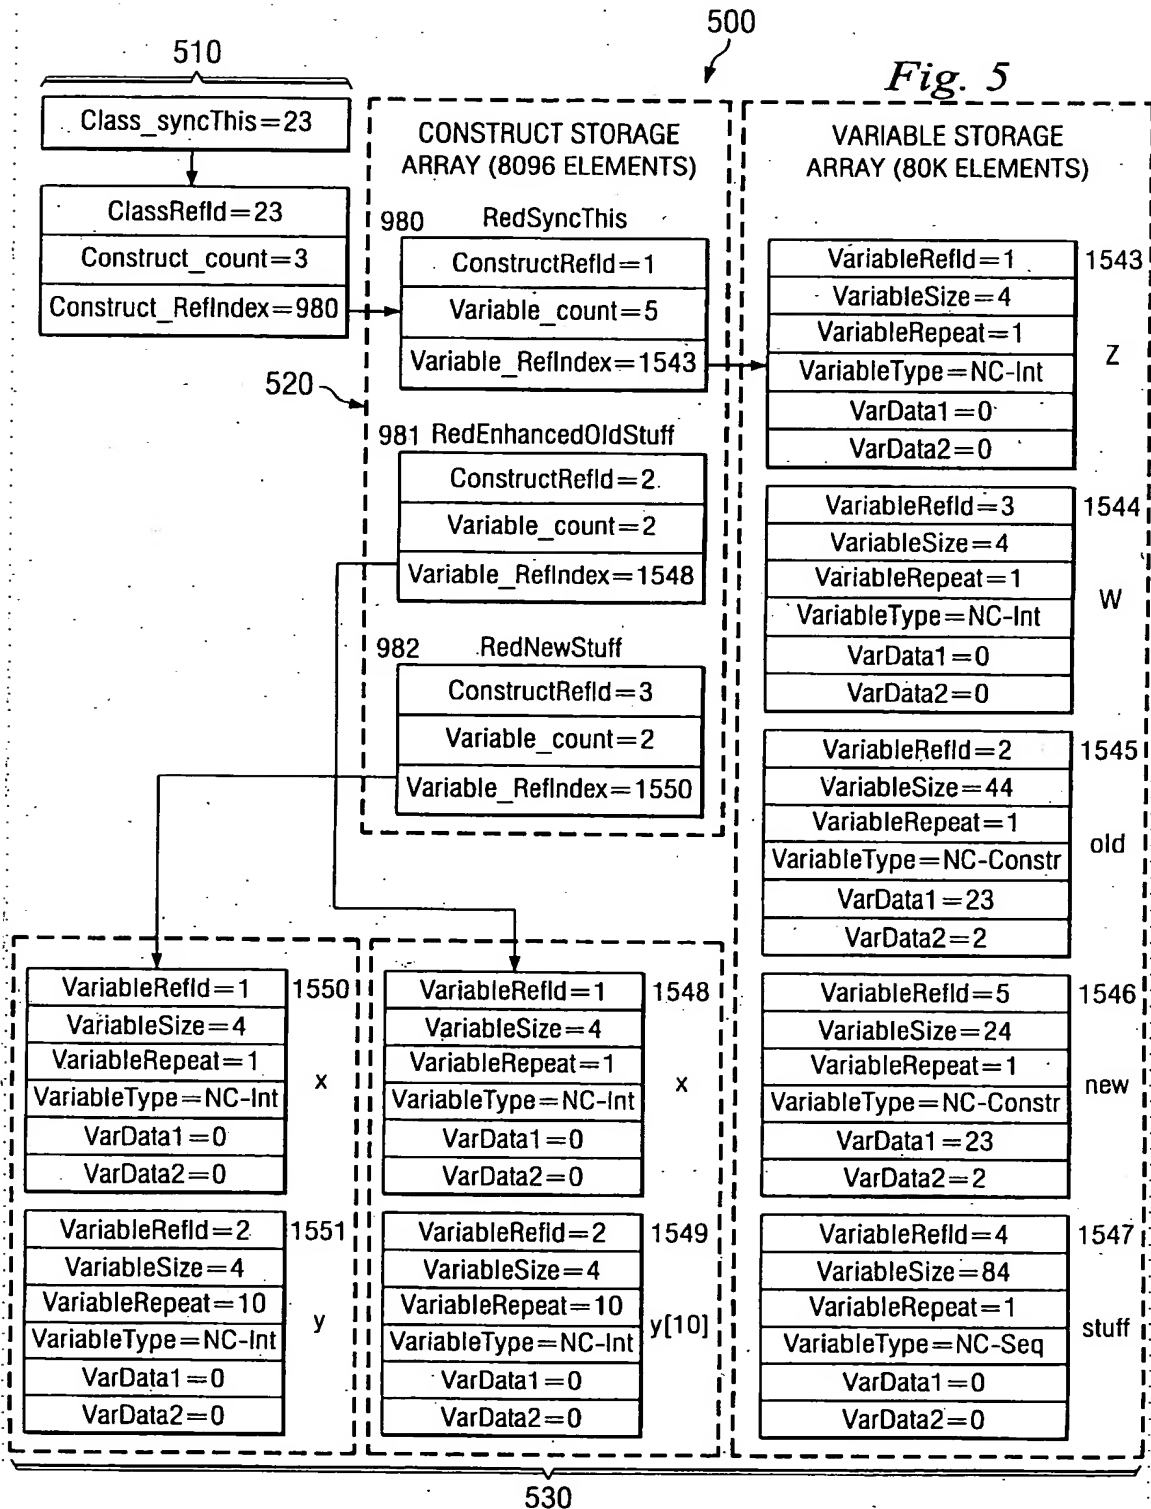 500
510
Fig. 5
Class_syncThis=23
ClassRefId=23
Construct_count=3
Construct_RefIndex=980
CONSTRUCT STORAGE
ARRAY (8096 ELEMENTS)
980 RedSyncThis
ConstructRefId=1
Variable_count=5
Variable_RefIndex=1543
520
981 RedEnhancedOldStuff
ConstructRefId=2
Variable_count=2
Variable_RefIndex=1548
982 RedNewStuff
ConstructRefId=3
Variable_count=2
Variable_RefIndex=1550
VARIABLE STORAGE
ARRAY (80K ELEMENTS)
VariableRefId=1 1543
VariableSize=4
VariableRepeat=1
Z
VariableType=NC-Int
VarData1=0
VarData2=0
VariableRefId=3 1544
VariableSize=4
VariableRepeat=1
W
VariableType=NC-Int
VarData1=0
VarData2=0
VariableRefId=2 1545
VariableSize=44
VariableRepeat=1
old
VariableType=NC-Constr
VarData1=23
VarData2=2
VariableRefId=5 1546
VariableSize=24
VariableRepeat=1
new
VariableType=NC-Constr
VarData1=23
VarData2=2
VariableRefId=4 1547
VariableSize=84
VariableRepeat=1
stuff
VariableType=NC-Seq
VarData1=0
VarData2=0
VariableRefId=1 1550
VariableSize=4
VariableRepeat=1
x
VariableType=NC-Int
VarData1=0
VarData2=0
VariableRefId=2 1551
VariableSize=4
VariableRepeat=10
y
VariableType=NC-Int
VarData1=0
VarData2=0
VariableRefId=1 1548
VariableSize=4
VariableRepeat=1
x
VariableType=NC-Int
VarData1=0
VarData2=0
VariableRefId=2 1549
VariableSize=4
VariableRepeat=10
y[10]
VariableType=NC-Int
VarData1=0
VarData2=0
530